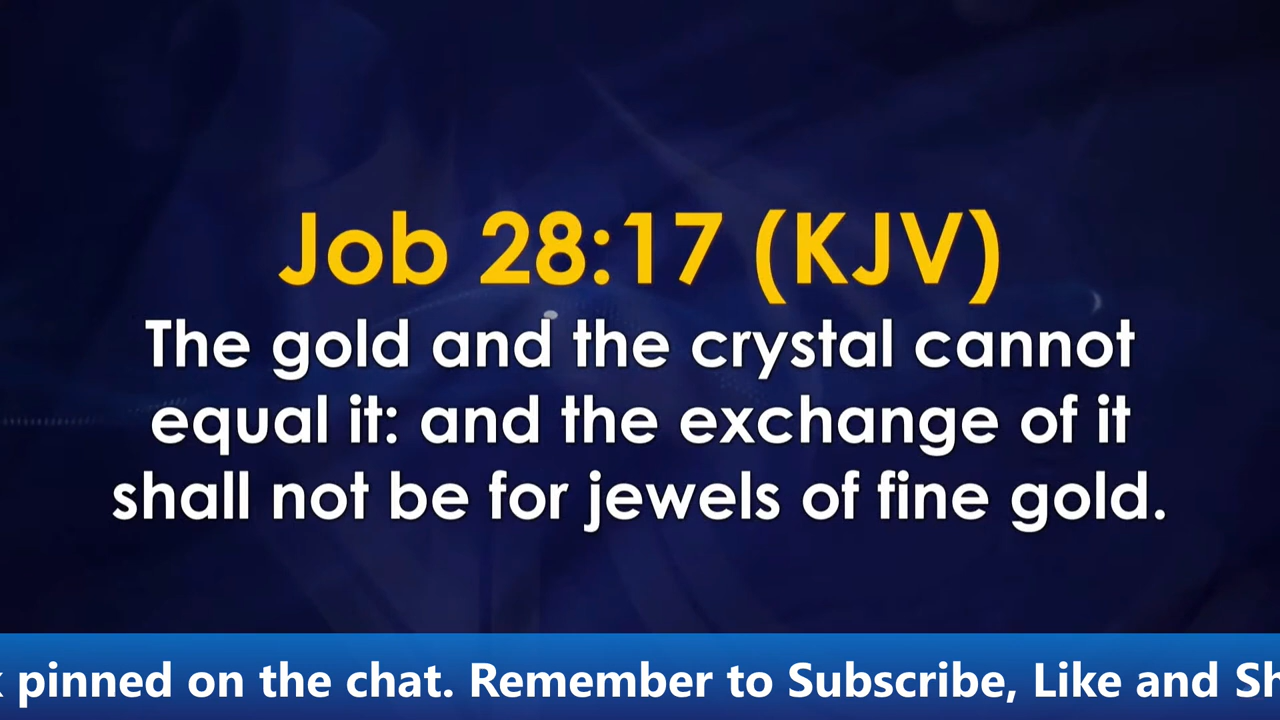 Job 28:17 (KJV)
The gold and the crystal cannot
equal it: and the exchange of it
shall not be for jewels of fine gold.
pinned on the chat. Remember to Subscribe, Like and